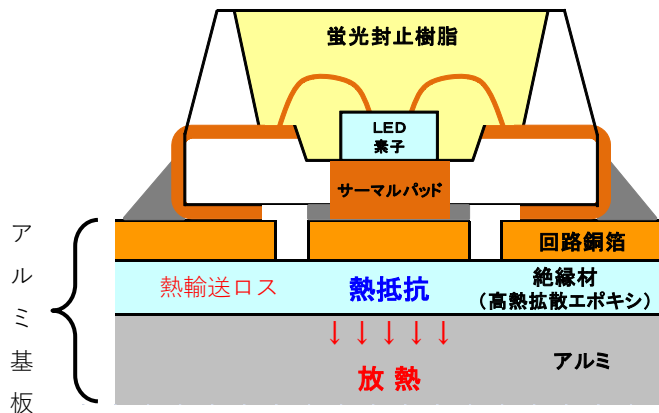 蛍光封止樹脂
LED
素子
サーマルパッド
回路銅箔
熱輸送ロス
熱抵抗
絶縁材
(高熱拡散エポキシ)
↓↓↓↓↓
放熱
アルミ
アルミ基板